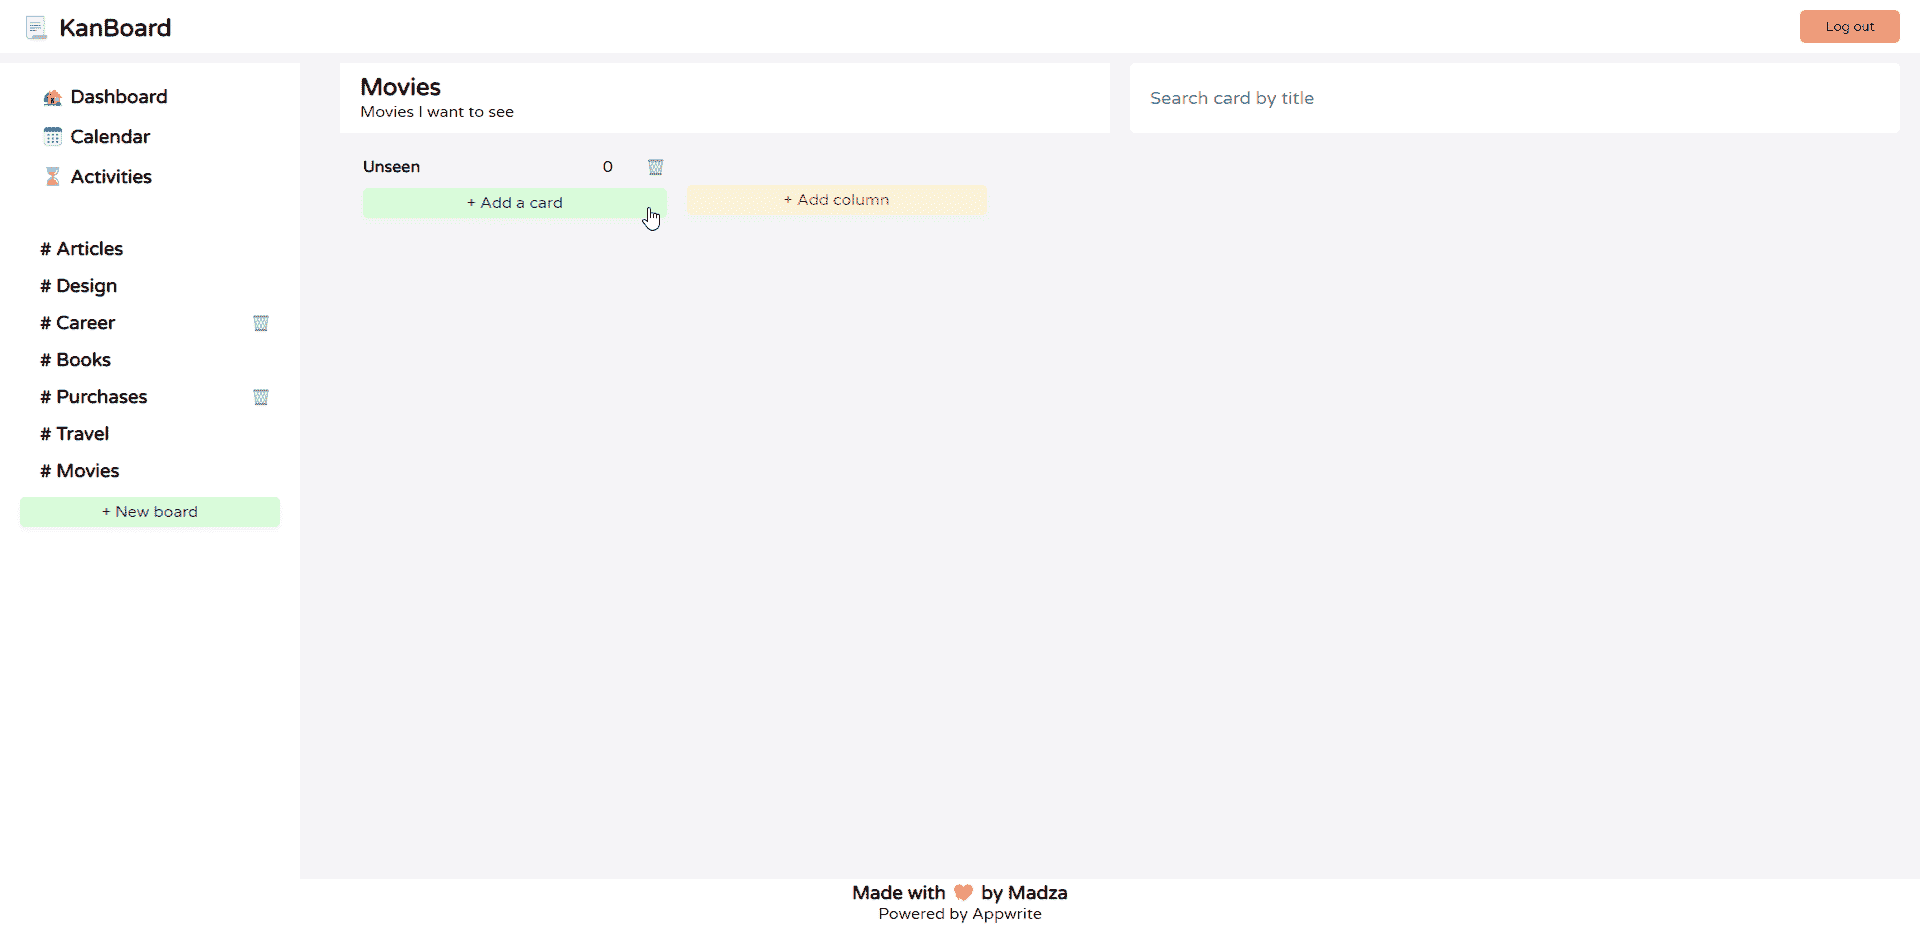 KanBoard
Log out
Dashboard
Calendar
Activities
# Articles
# Design
# Career
# Books
# Purchases
# Travel
# Movies
+ New board
Movies
Movies I want to see
Search card by title
Unseen 0
+ Add a card
+ Add column
Made with by Madza
Powered by Appwrite